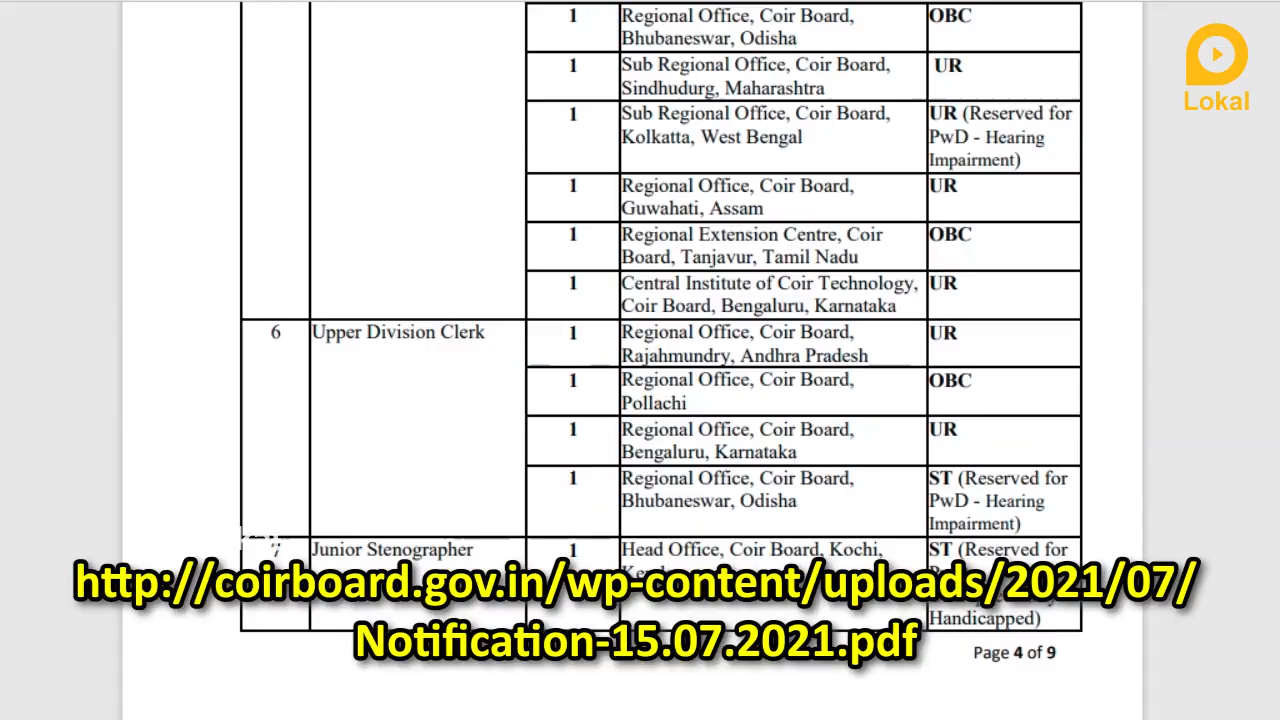 1 Regional Office, Coir Board, OBC
Bhubaneswar, Odisha
1 Sub Regional Office, Coir Board, UR
Sindhudurg, Maharashtra
1 Sub Regional Office, Coir Board, UR (Reserved for
Kolkatta, West Bengal PwD - Hearing
Impairment)
1 Regional Office, Coir Board, UR
Guwahati, Assam
1 Regional Extension Centre, Coir OBC
Board, Tanjavur, Tamil Nadu
1 Central Institute of Coir Technology, UR
Coir Board, Bengaluru, Karnataka
6 Upper Division Clerk 1 Regional Office, Coir Board, UR
Rajahmundry, Andhra Pradesh
1 Regional Office, Coir Board, OBC
Pollachi
1 Regional Office, Coir Board, UR
Bengaluru, Karnataka
1 Regional Office, Coir Board, ST (Reserved for
Bhubaneswar, Odisha PwD - Hearing
Impairment)
7 Junior Stenographer 1 Head Office, Coir Board, Kochi, ST (Reserved for
Handicapped)
http://coirboard.gov.in/wp-content/uploads/2021/07/
Notification-15.07.2021.pdf
Page 4 of 9
Lokal